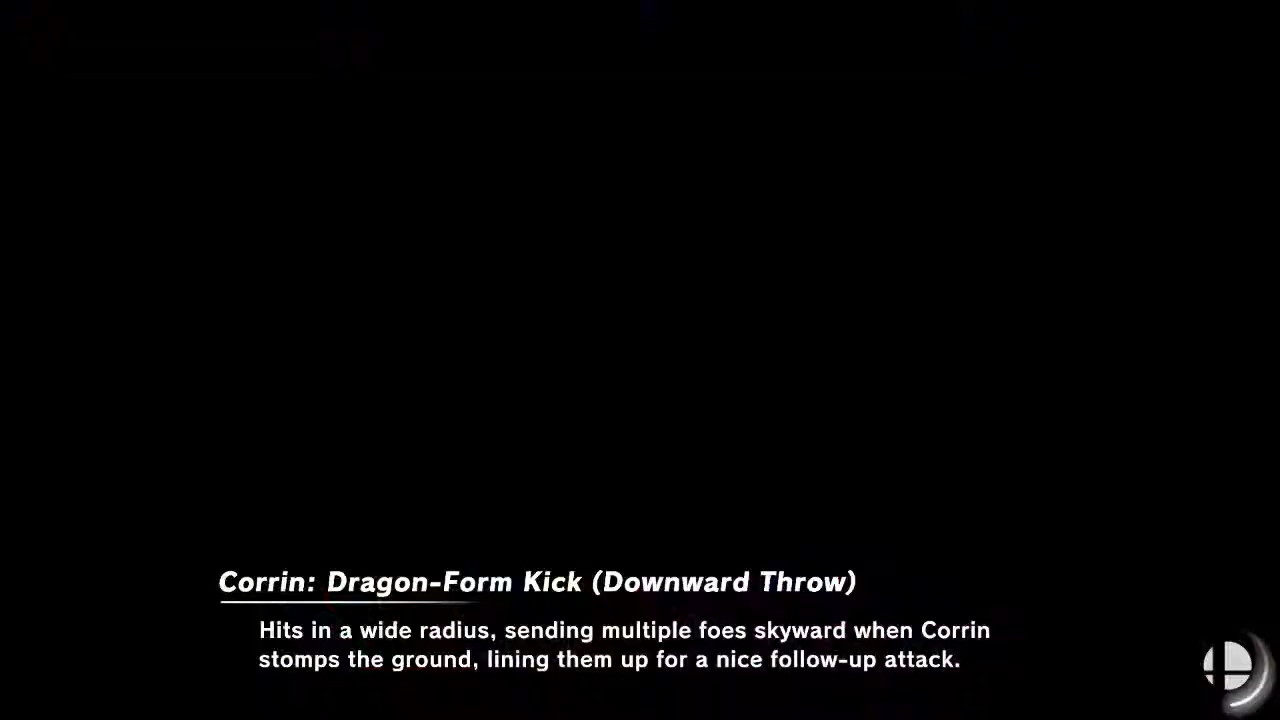 Corrin: Dragon-Form Kick (Downward Throw)
Hits in a wide radius, sending multiple foes skyward when Corrin
stomps the ground, lining them up for a nice follow-up attack.